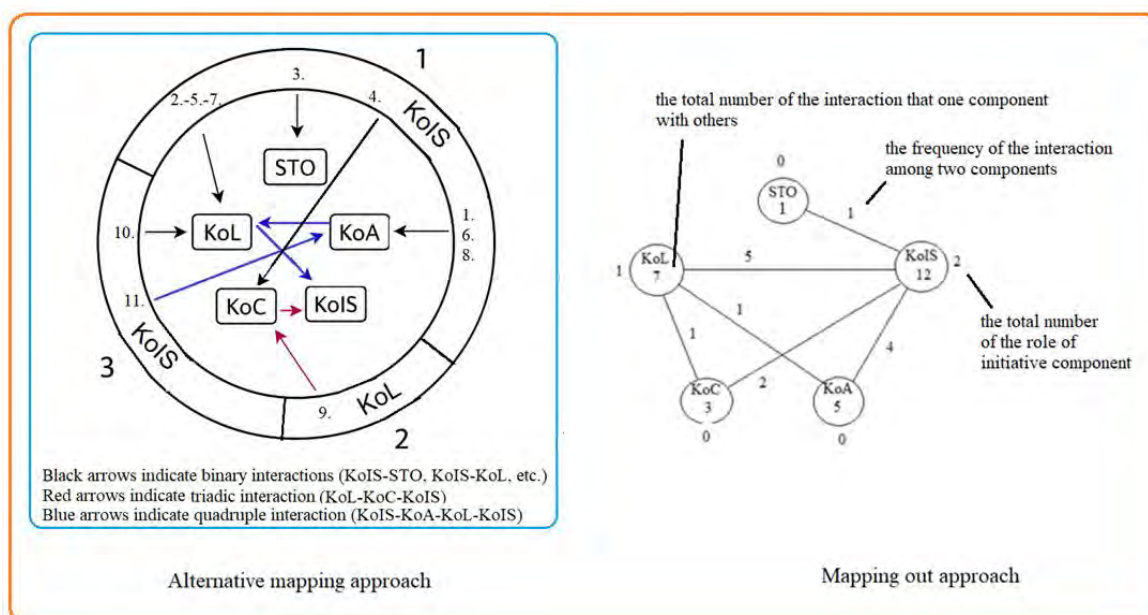 1
3.
2.-5.-7.
4.
KoIS
STO
1.
6.
8.
10.
KoL
KoA
11.
KoC
KoIS
KoIS
3
9.
KoL
2
Black arrows indicate binary interactions (KoIS-STO, KoIS-KoL, etc.)
Red arrows indicate triadic interaction (KoL-KoC-KoIS)
Blue arrows indicate quadruple interaction (KoIS-KoA-KoL-KoIS)
Alternative mapping approach
the total number of the interaction that one component
with others
the frequency of the interaction
among two components
0
STO
1
1
1
KoL
7
5
KoIS
12
2
the total number
of the role of
initiative component
1
1
4
2
KoC
3
0
KoA
5
0
Mapping out approach